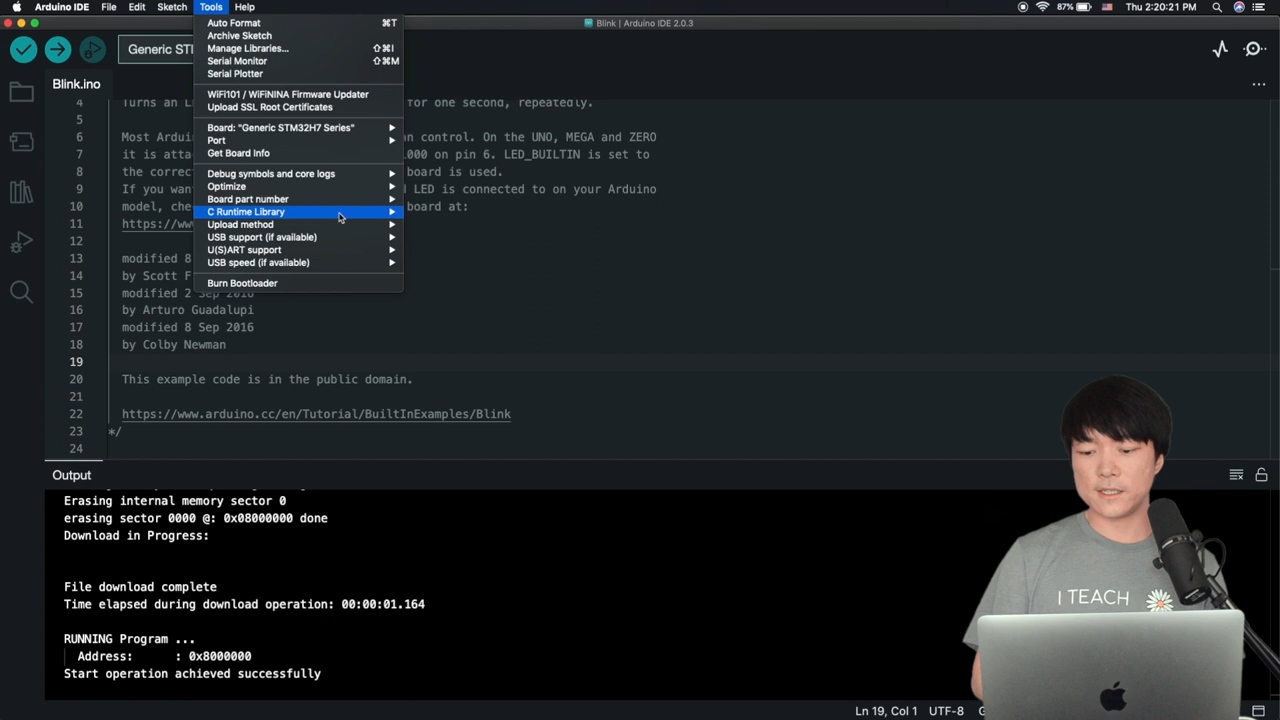 Arduino IDE File Edit Sketch Tools Help
87% Thu 2:20:21 PM
Blink | Arduino IDE 2.0.3
Generic STM
Blink.ino
Auto Format ⌘T
Archive Sketch
Manage Libraries... ⇧⌘I
Serial Monitor ⇧⌘M
Serial Plotter
WiFi101 / WiFiNINA Firmware Updater
Upload SSL Root Certificates
Board: "Generic STM32H7 Series"
Port
Get Board Info
Debug symbols and core logs
Optimize
Board part number
C Runtime Library
Upload method
USB support (if available)
U(S)ART support
USB speed (if available)
Burn Bootloader
4 Turns an L for one second, repeatedly.
5
6 Most Ardui an control. On the UNO, MEGA and ZERO
7 it is atta 1000 on pin 6. LED_BUILTIN is set to
8 the correc board is used.
9 If you want LED is connected to on your Arduino
10 model, che board at:
11 https://www
12
13 modified 8
14 by Scott F
15 modified 2 Sep 2016
16 by Arturo Guadalupi
17 modified 8 Sep 2016
18 by Colby Newman
19
20 This example code is in the public domain.
21
22 https://www.arduino.cc/en/Tutorial/BuiltInExamples/Blink
23 */
24
Output
Erasing internal memory sector 0
erasing sector 0000 @: 0x08000000 done
Download in Progress:
File download complete
Time elapsed during download operation: 00:00:01.164
RUNNING Program ...
Address: : 0x8000000
Start operation achieved successfully
I TEACH
Ln 19, Col 1 UTF-8